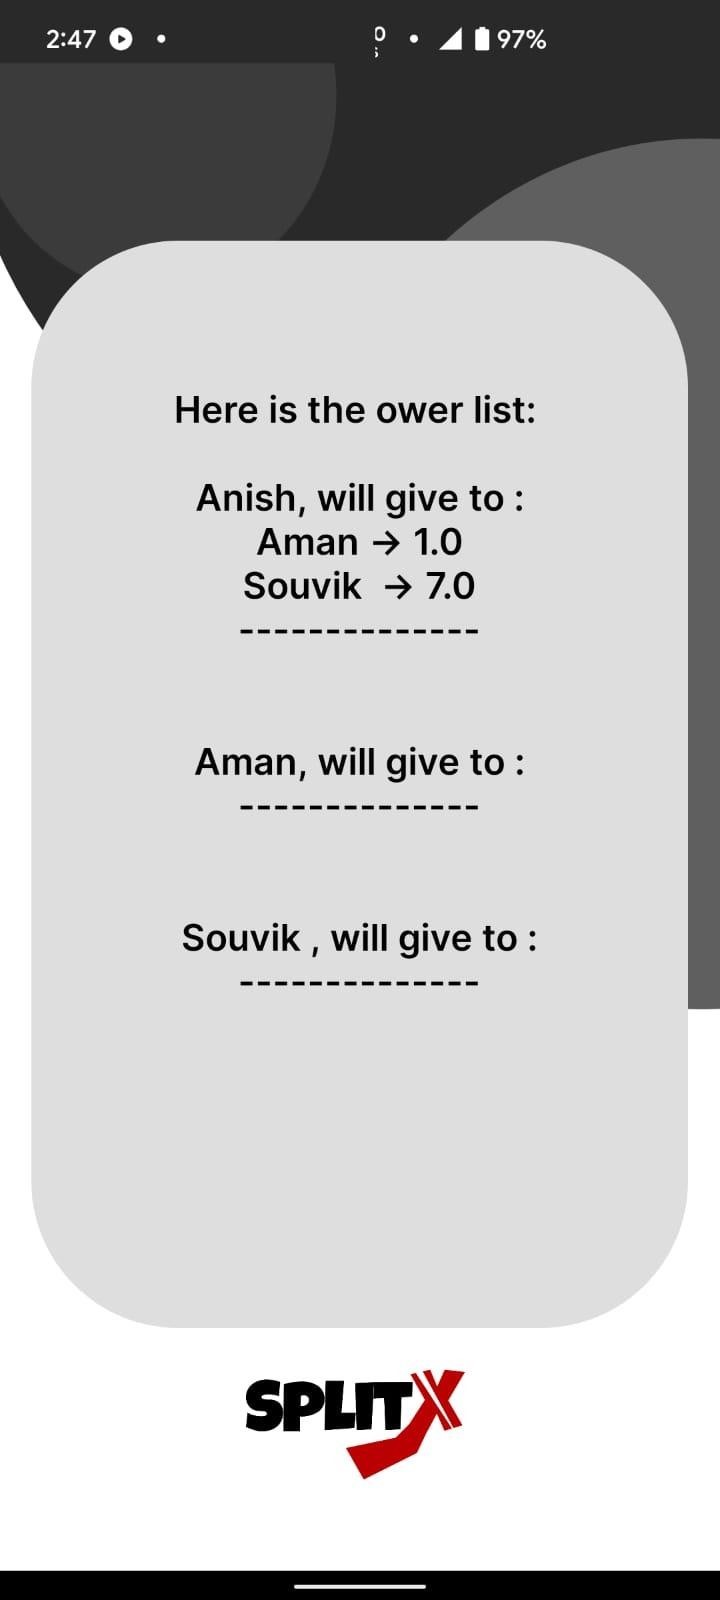 2:47
97%
Here is the ower list:
Anish, will give to :
Aman → 1.0
Souvik  → 7.0
--------------
Aman, will give to :
--------------
Souvik , will give to :
--------------
SPLITX